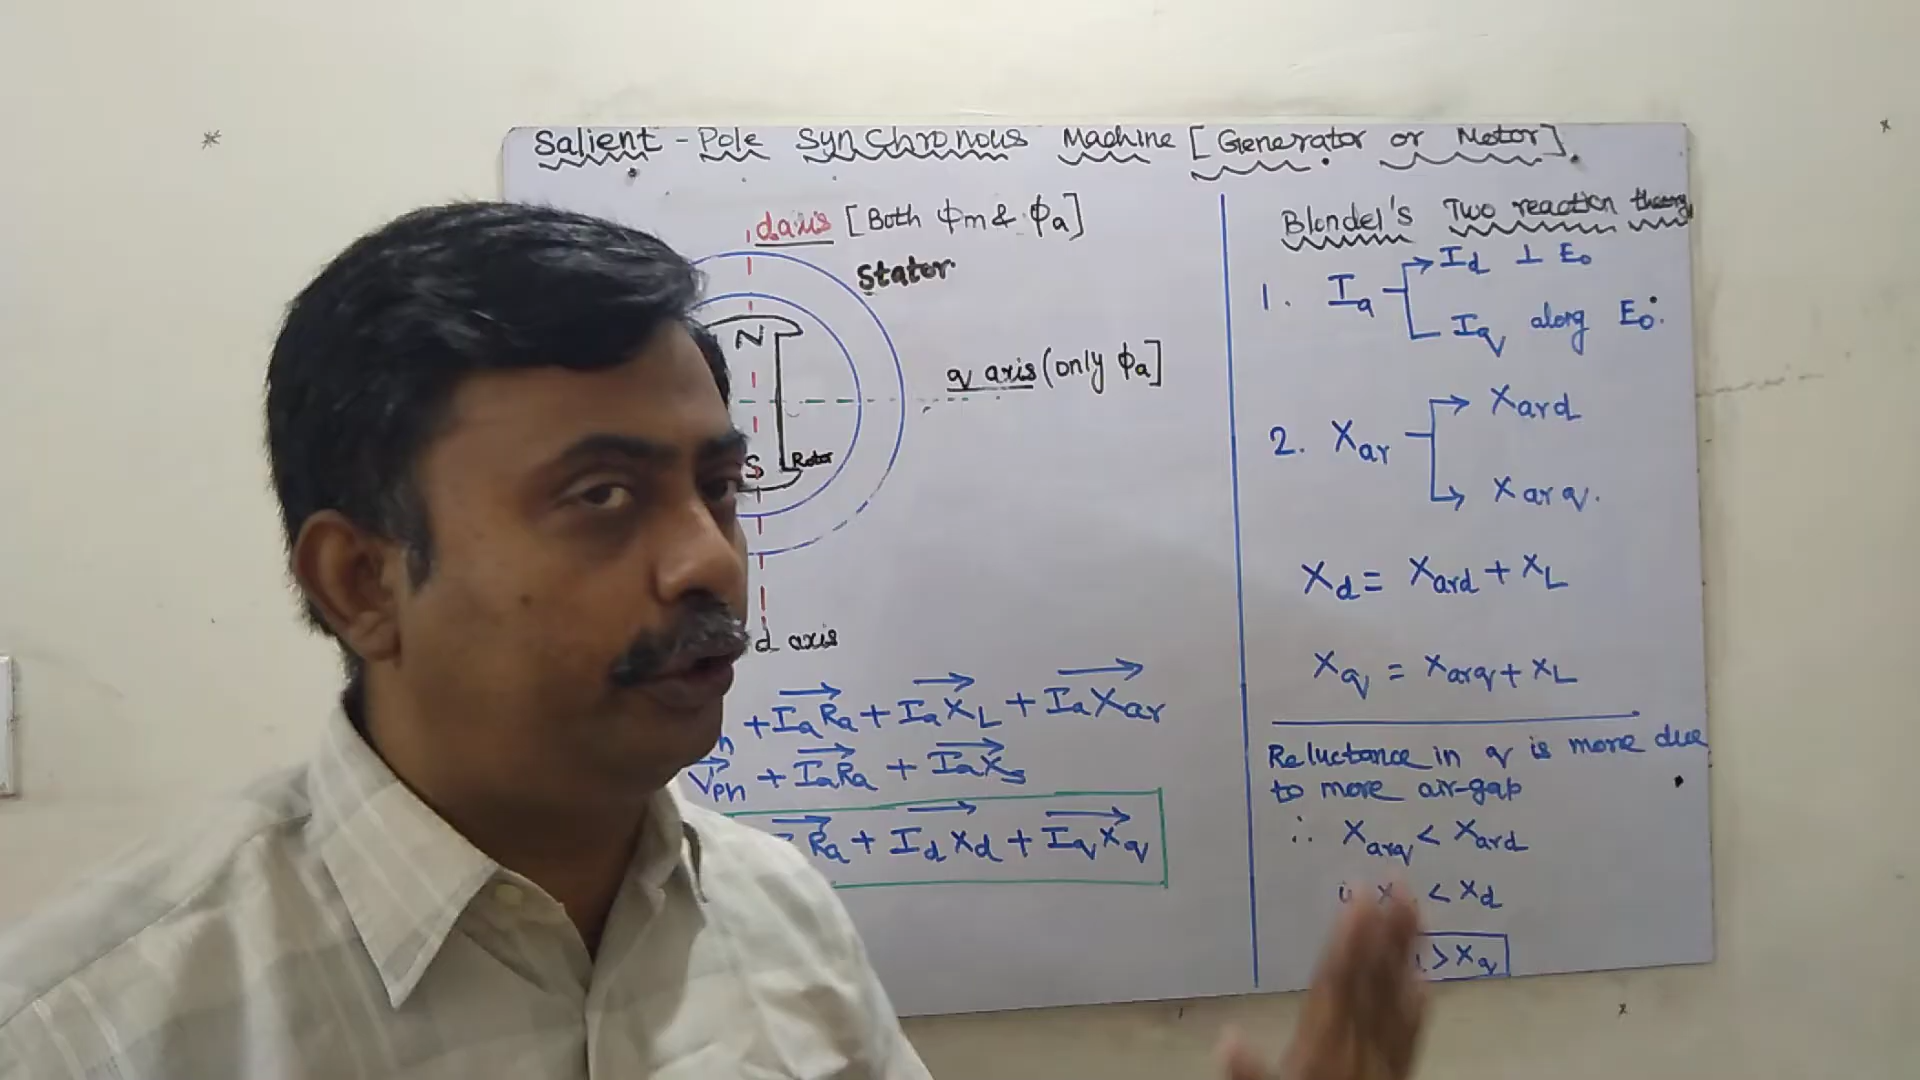 Salient - Pole Synchronous Machine [Generator or Motor].
d axis [Both ϕm & ϕa]
Stator
N
q axis (only ϕa]
S
Rotor
d axis
+ IaRa + IaXL + IaXar
Vph + IaRa + IaXs
Ra + IdXd + IqXq
Blondel's Two reaction theory
1. Ia Id ⊥ Eo
Iq along Eo.
2. Xar Xard
Xarq.
Xd = Xard + XL
Xq = Xarq + XL
Reluctance in q is more due
to more air-gap
∴ Xarq < Xard
< Xd
> Xq